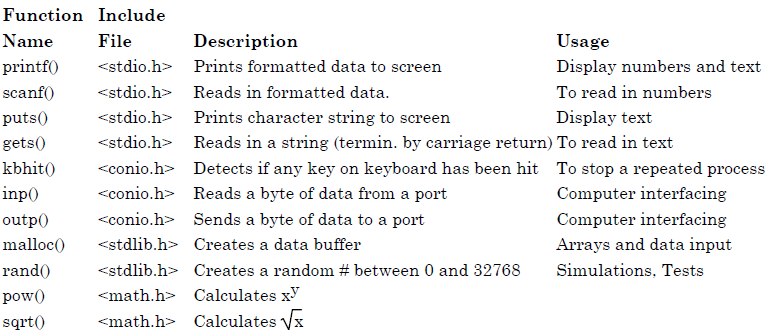 Function Include
Name File Description Usage
printf() <stdio.h> Prints formatted data to screen Display numbers and text
scanf() <stdio.h> Reads in formatted data. To read in numbers
puts() <stdio.h> Prints character string to screen Display text
gets() <stdio.h> Reads in a string (termin. by carriage return) To read in text
kbhit() <conio.h> Detects if any key on keyboard has been hit To stop a repeated process
inp() <conio.h> Reads a byte of data from a port Computer interfacing
outp() <conio.h> Sends a byte of data to a port Computer interfacing
malloc() <stdlib.h> Creates a data buffer Arrays and data input
rand() <stdlib.h> Creates a random # between 0 and 32768 Simulations, Tests
pow() <math.h> Calculates xʸ
sqrt() <math.h> Calculates √x